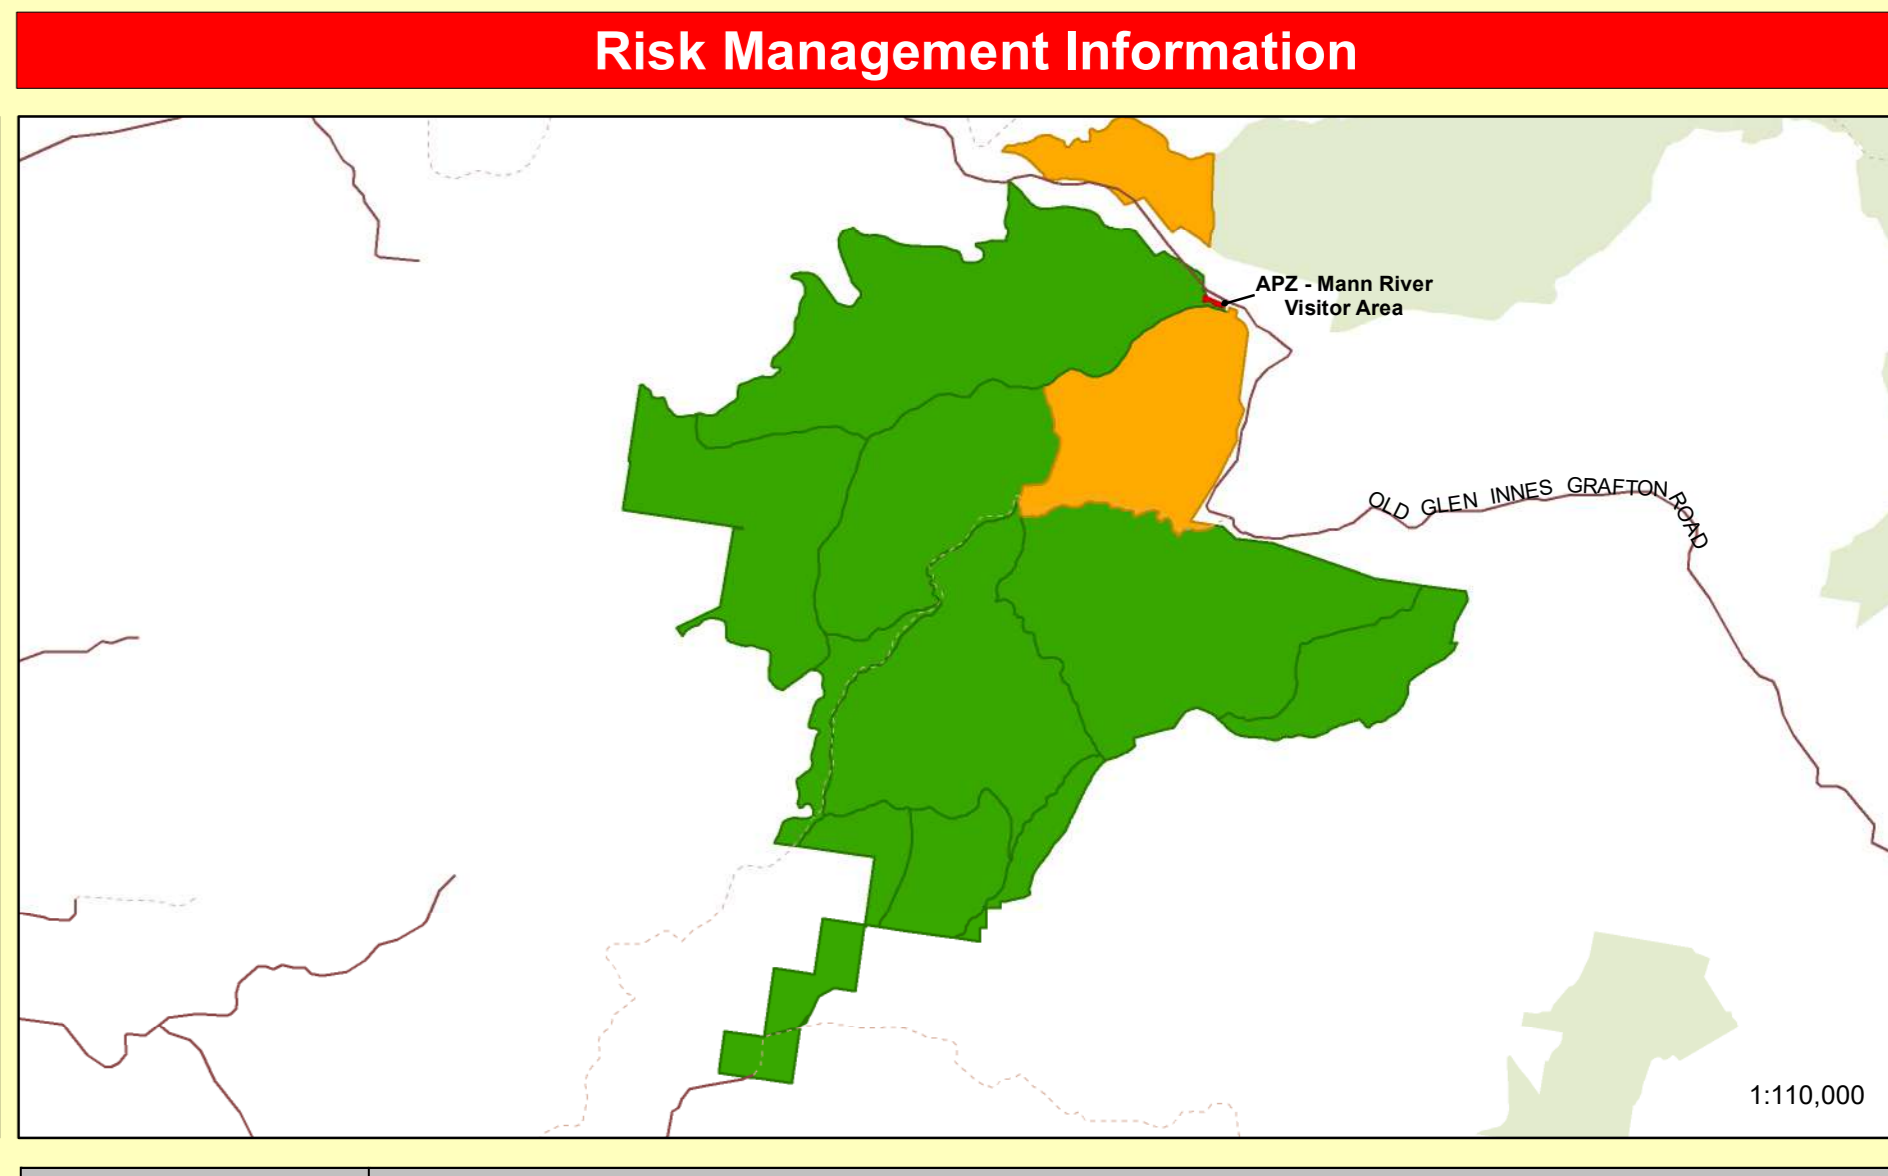 Risk Management Information
APZ - Mann River
Visitor Area
OLD GLEN INNES GRAFTON ROAD
1:110,000